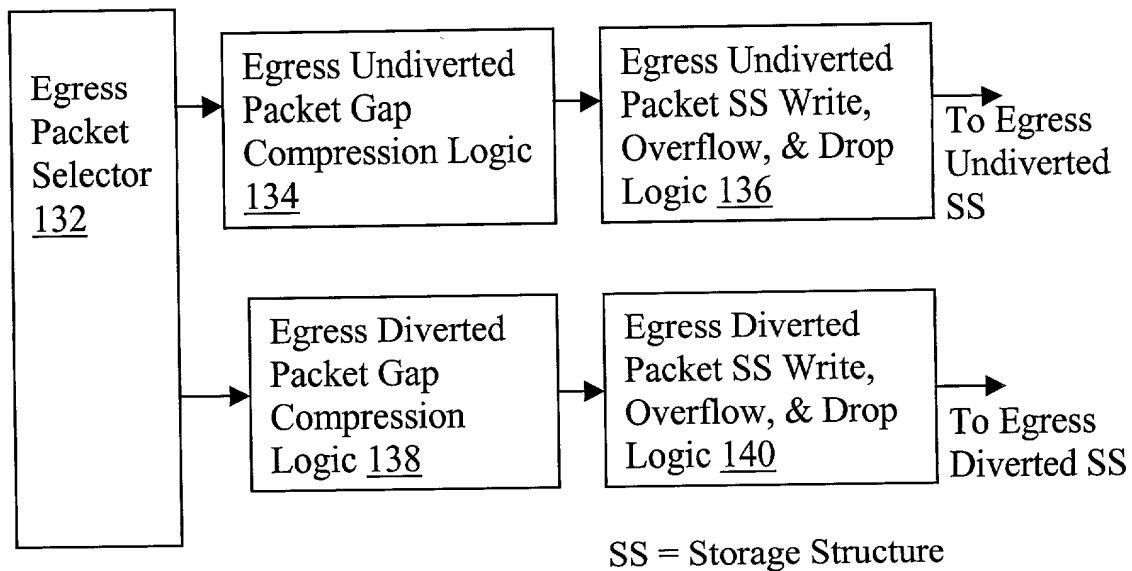 Egress
Packet
Selector
132
Egress Undiverted
Packet Gap
Compression Logic
134
Egress Undiverted
Packet SS Write,
Overflow, & Drop
Logic 136
To Egress
Undiverted
SS
Egress Diverted
Packet Gap
Compression
Logic 138
Egress Diverted
Packet SS Write,
Overflow, & Drop
Logic 140
To Egress
Diverted SS
SS = Storage Structure